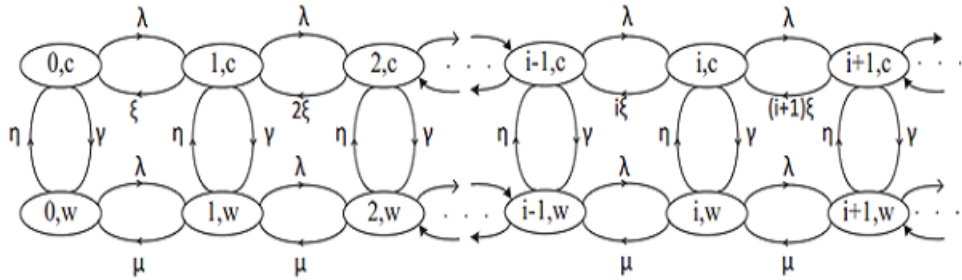 λ λ λ λ
0,c 1,c 2,c . . . i-1,c i,c i+1,c . . .
ξ 2ξ iξ (i+1)ξ
η γ η γ η γ η γ η γ η γ
λ λ λ λ
0,w 1,w 2,w . . . i-1,w i,w i+1,w . . .
μ μ μ μ